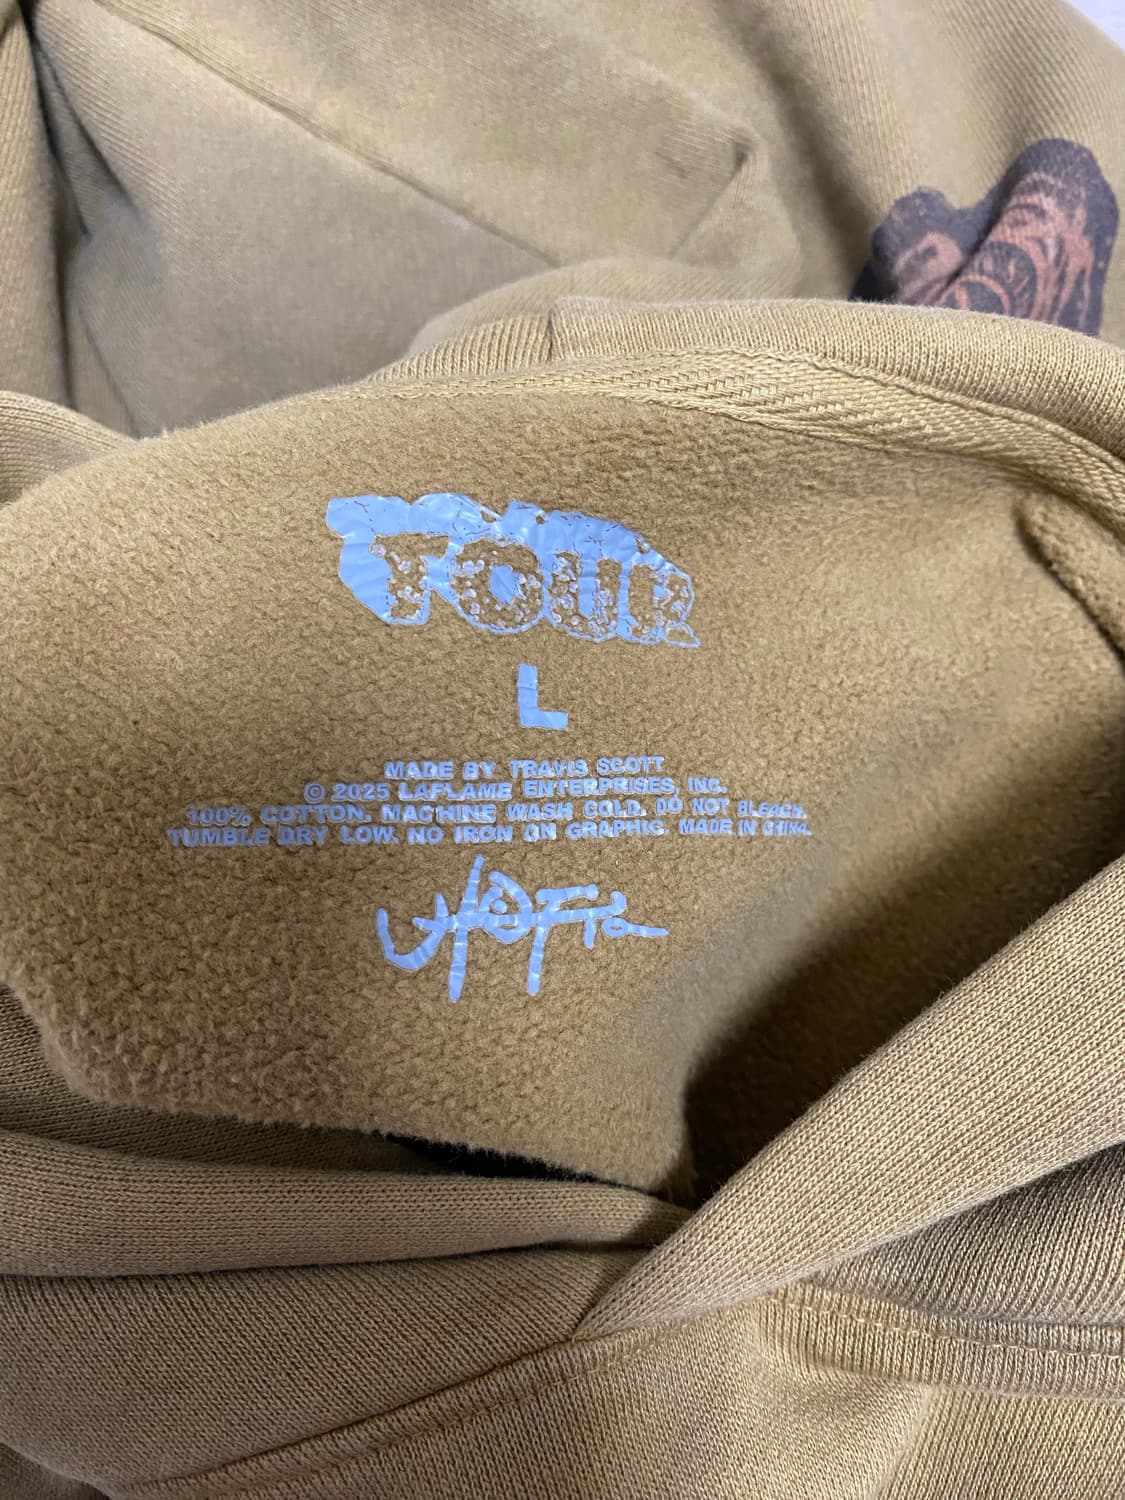 TOUR
L
MADE BY TRAVIS SCOTT
© 2025 LAFLAME ENTERPRISES, INC.
100% COTTON. MACHINE WASH COLD. DO NOT BLEACH.
TUMBLE DRY LOW. NO IRON ON GRAPHIC. MADE IN CHINA.